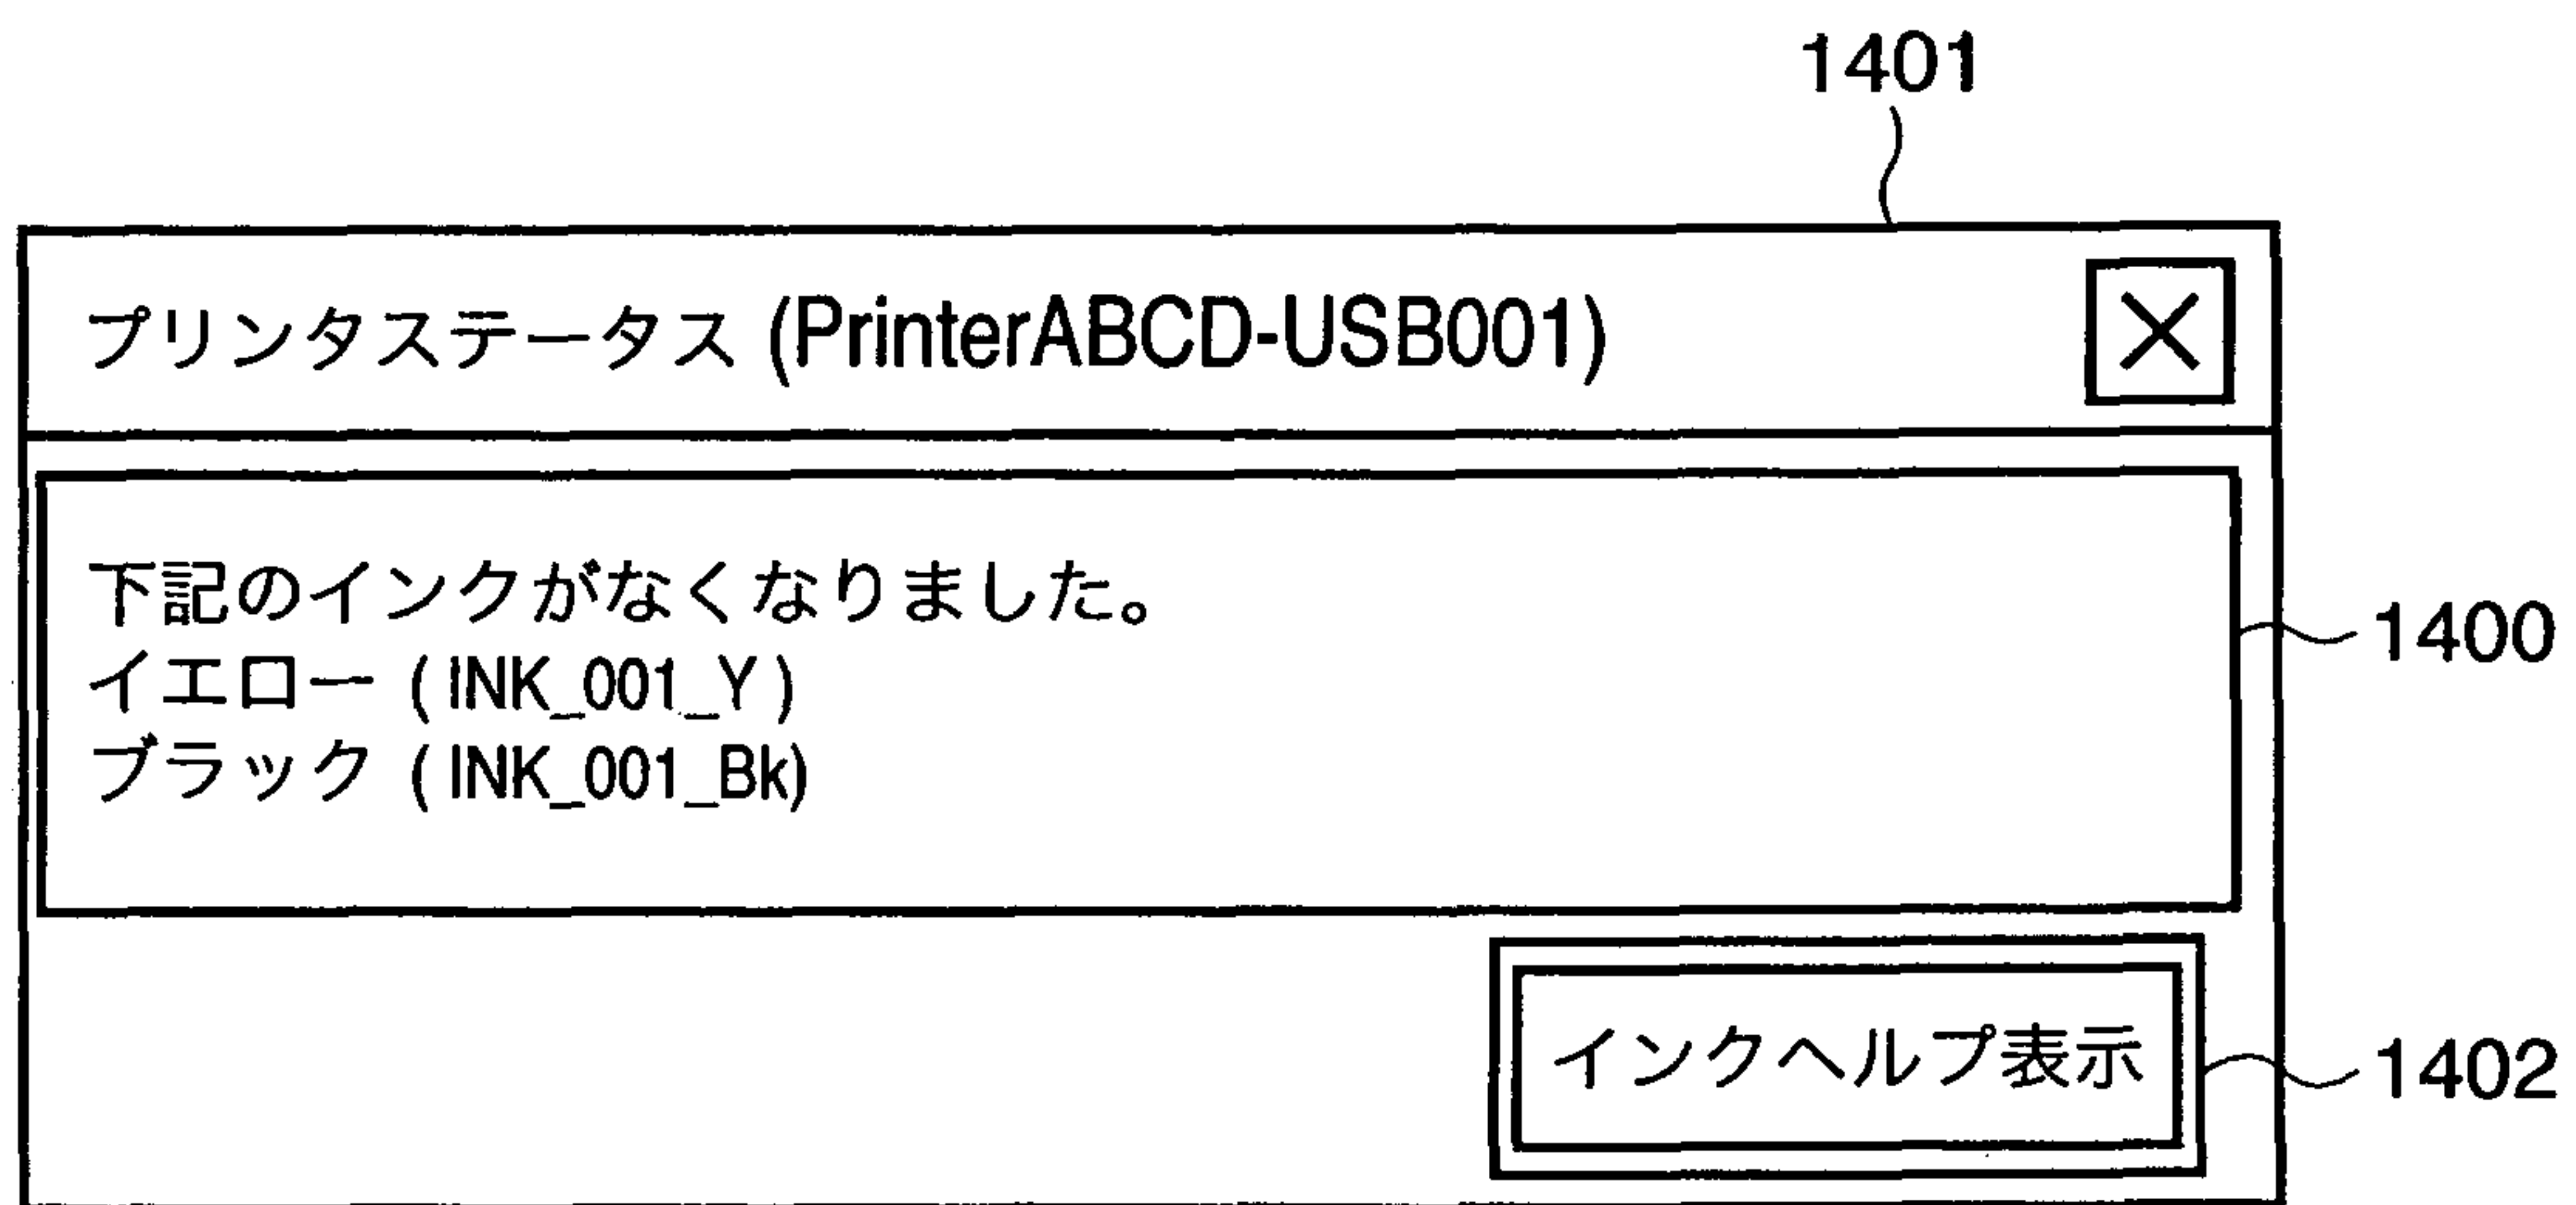 1401
プリンタステータス (PrinterABCD-USB001)
下記のインクがなくなりました。
1400
イエロー ( INK_001_Y )
ブラック ( INK_001_Bk)
インクヘルプ表示
1402